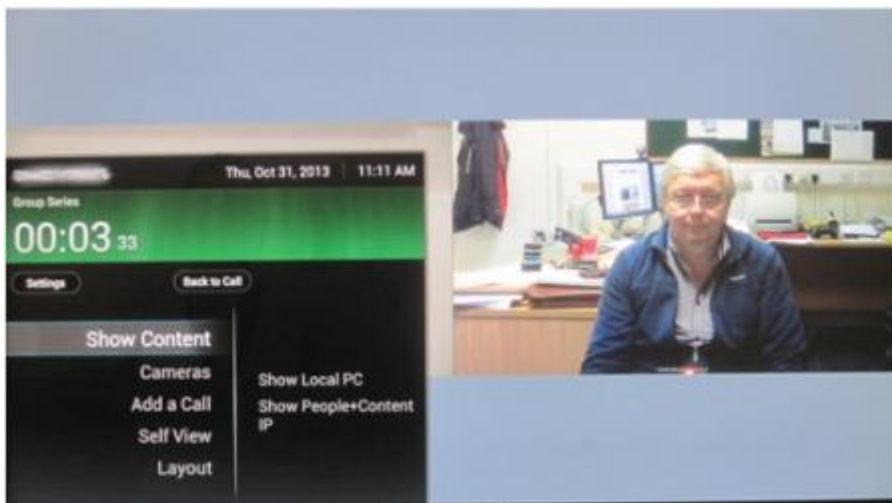 Thu, Oct 31, 2013 11:11 AM
Group Series
00:03 33
Settings
Back to Call
Show Content
Cameras
Add a Call
Self View
Layout
Show Local PC
Show People+Content
IP